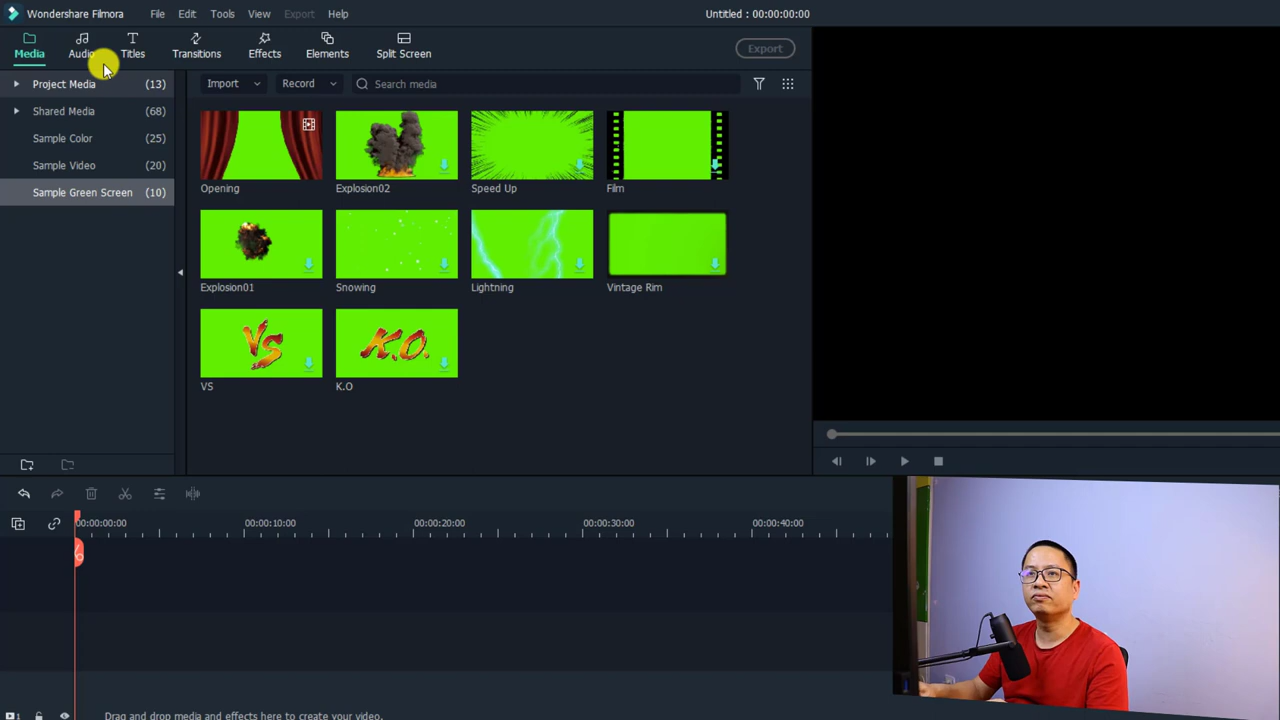 Wondershare Filmora File Edit Tools View Export Help Untitled : 00:00:00:00
Media Audio Titles Transitions Effects Elements Split Screen Export
Project Media (13) Import Record Search media
Shared Media (68)
Sample Color (25)
Sample Video (20)
Sample Green Screen (10)
Opening Explosion02 Speed Up Film
Explosion01 Snowing Lightning Vintage Rim
VS K.O.
VS K.O
00:00:00:00 00:00:10:00 00:00:20:00 00:00:30:00 00:00:40:00
1 Drag and drop media and effects here to create your video.